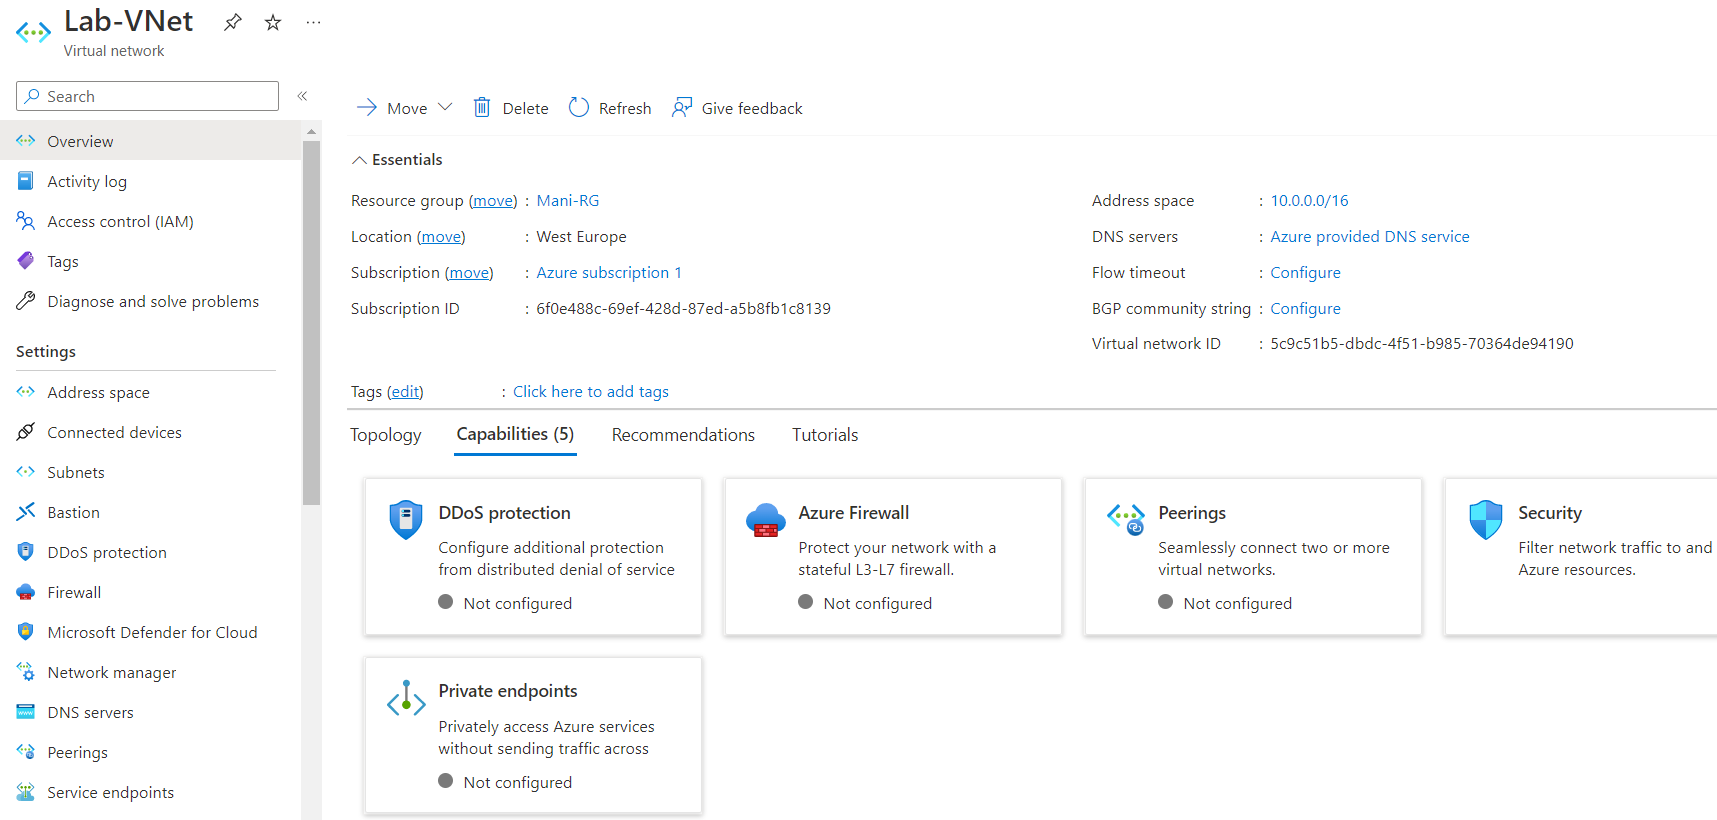 Lab-VNet
Virtual network
Search
Overview
Activity log
Access control (IAM)
Tags
Diagnose and solve problems
Settings
Address space
Connected devices
Subnets
Bastion
DDoS protection
Firewall
Microsoft Defender for Cloud
Network manager
DNS servers
Peerings
Service endpoints
Move
Delete
Refresh
Give feedback
Essentials
Resource group (move) : Mani-RG
Location (move) : West Europe
Subscription (move) : Azure subscription 1
Subscription ID : 6f0e488c-69ef-428d-87ed-a5b8fb1c8139
Address space : 10.0.0.0/16
DNS servers : Azure provided DNS service
Flow timeout : Configure
BGP community string : Configure
Virtual network ID : 5c9c51b5-dbdc-4f51-b985-70364de94190
Tags (edit) : Click here to add tags
Topology
Capabilities (5)
Recommendations
Tutorials
DDoS protection
Configure additional protection
from distributed denial of service
Not configured
Azure Firewall
Protect your network with a
stateful L3-L7 firewall.
Not configured
Peerings
Seamlessly connect two or more
virtual networks.
Not configured
Security
Filter network traffic to and
Azure resources.
Private endpoints
Privately access Azure services
without sending traffic across
Not configured
www